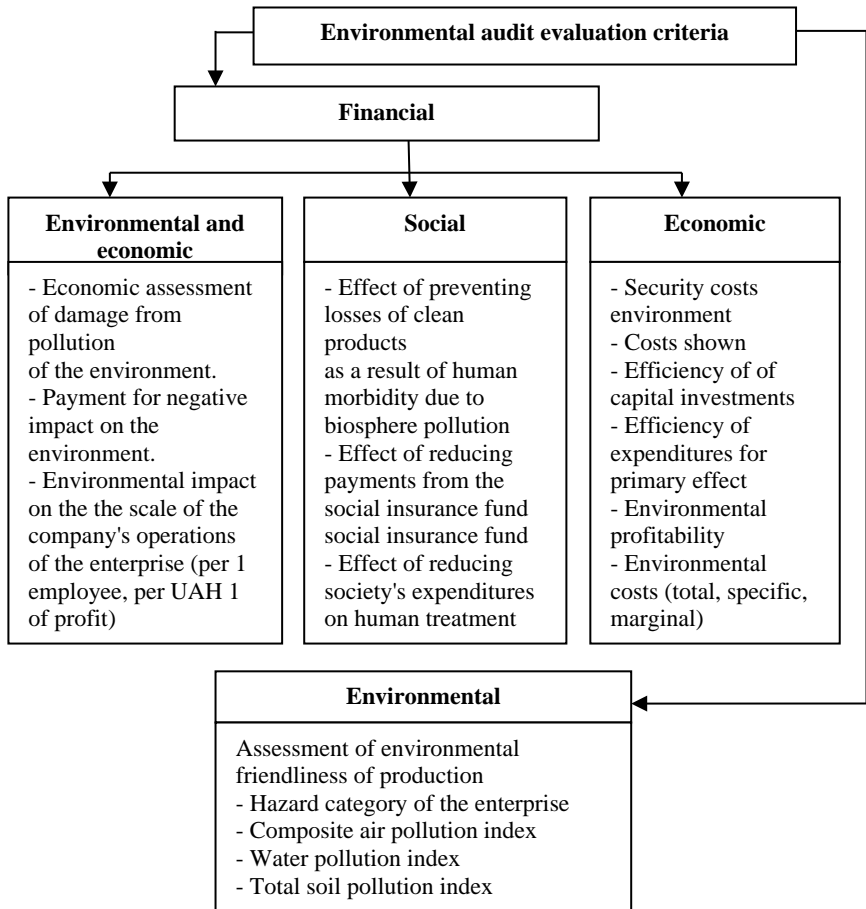 Environmental audit evaluation criteria
Financial
Environmental and
economic
- Economic assessment
of damage from
pollution
of the environment.
- Payment for negative
impact on the
environment.
- Environmental impact
on the the scale of the
company's operations
of the enterprise (per 1
employee, per UAH 1
of profit)
Social
- Effect of preventing
losses of clean
products
as a result of human
morbidity due to
biosphere pollution
- Effect of reducing
payments from the
social insurance fund
social insurance fund
- Effect of reducing
society's expenditures
on human treatment
Economic
- Security costs
environment
- Costs shown
- Efficiency of of
capital investments
- Efficiency of
expenditures for
primary effect
- Environmental
profitability
- Environmental
costs (total, specific,
marginal)
Environmental
Assessment of environmental
friendliness of production
- Hazard category of the enterprise
- Composite air pollution index
- Water pollution index
- Total soil pollution index